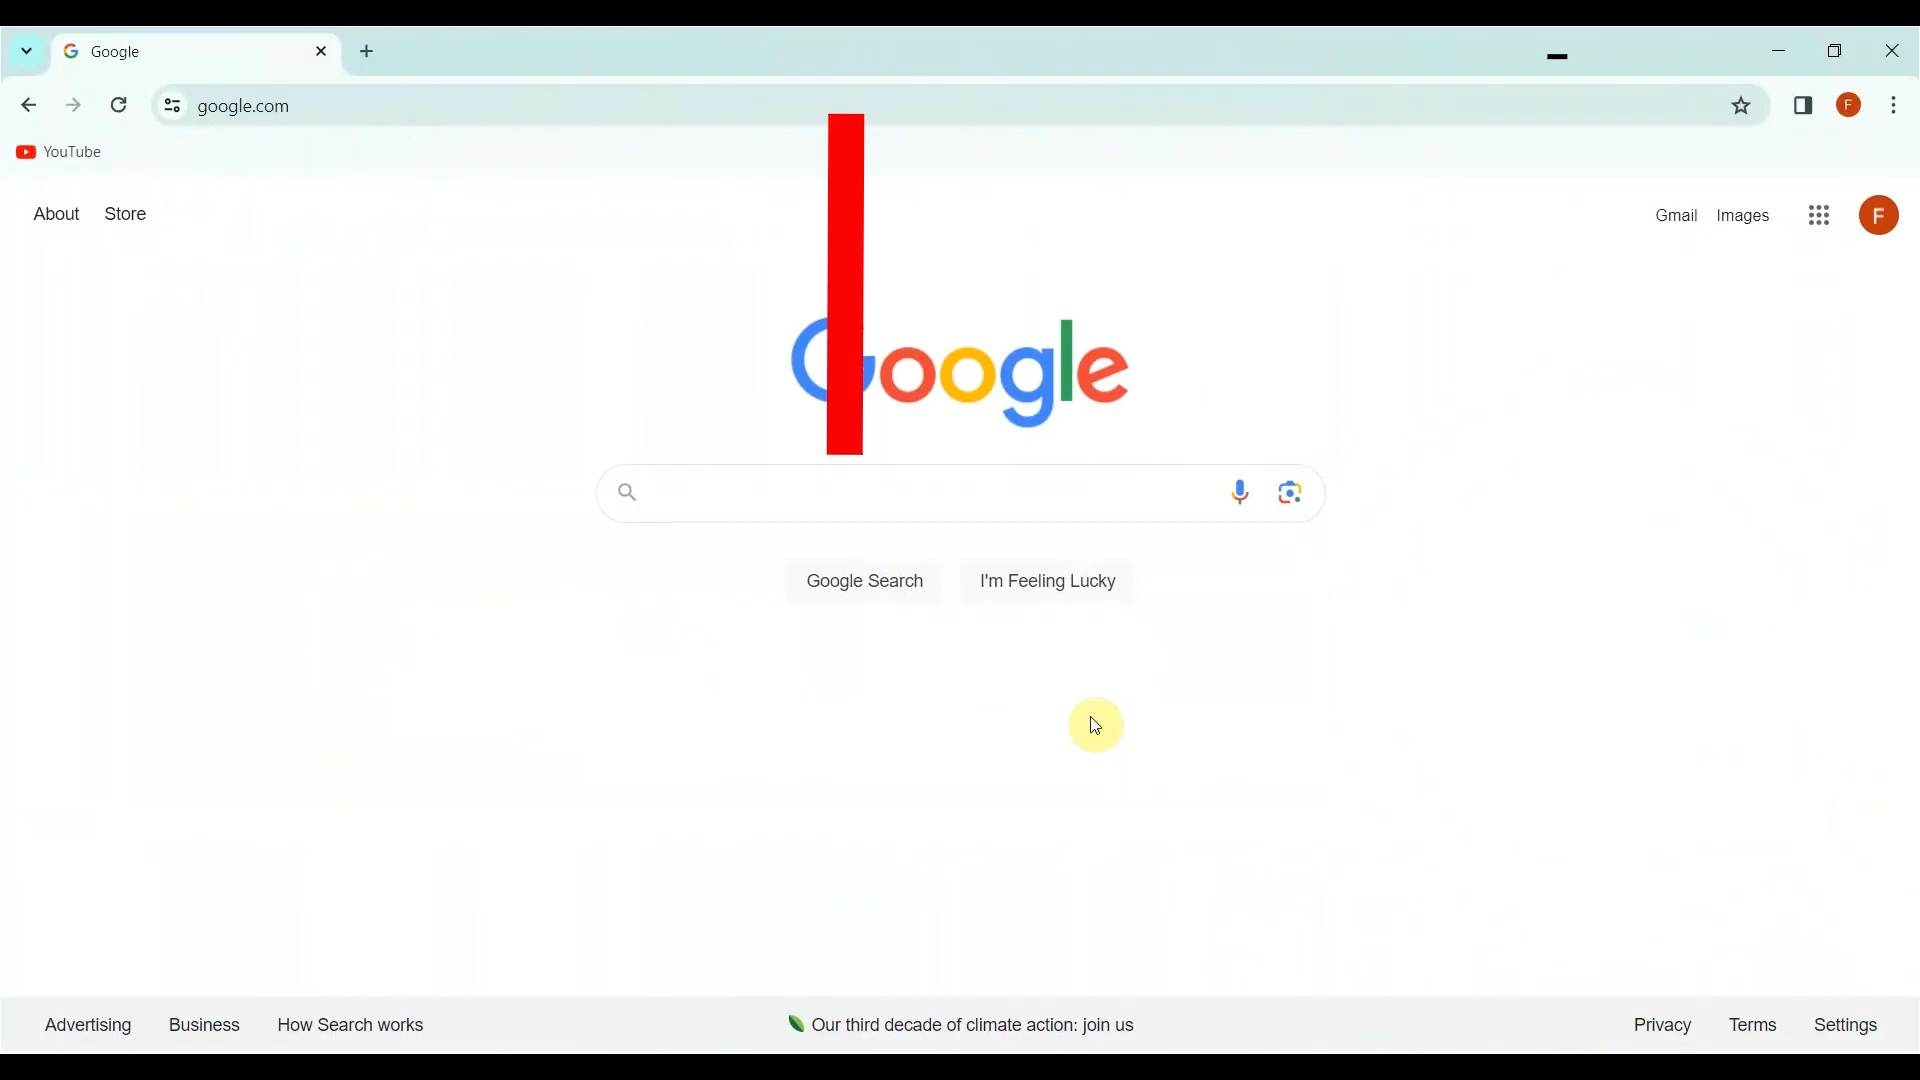 Google
google.com
F
YouTube
About Store
Gmail Images F
Google
Google Search I'm Feeling Lucky
Advertising Business How Search works
Our third decade of climate action: join us
Privacy Terms Settings